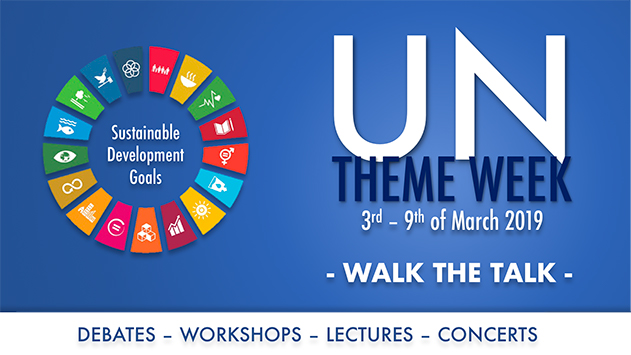 Sustainable
Development
Goals
UN
THEME WEEK
3rd – 9th of March 2019
- WALK THE TALK -
DEBATES – WORKSHOPS – LECTURES – CONCERTS